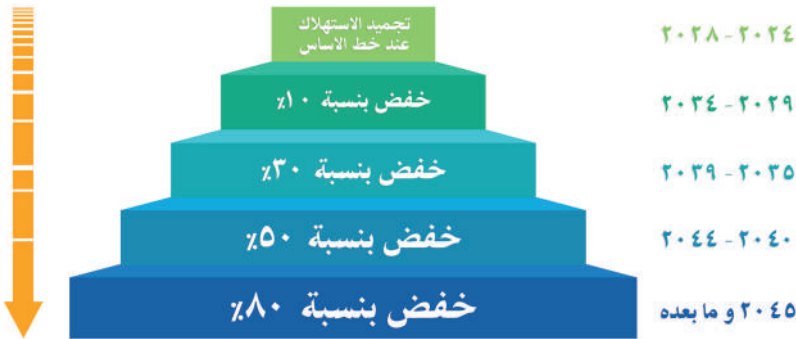 ٢٠٢٤ - ٢٠٢٨
تجميد الاستهلاك
عند خط الاساس
٢٠٢٩ - ٢٠٣٤
خفض بنسبة ١٠٪
٢٠٣٥ - ٢٠٣٩
خفض بنسبة ٣٠٪
٢٠٤٠ - ٢٠٤٤
خفض بنسبة ٥٠٪
٢٠٤٥ و ما بعده
خفض بنسبة ٨٠٪